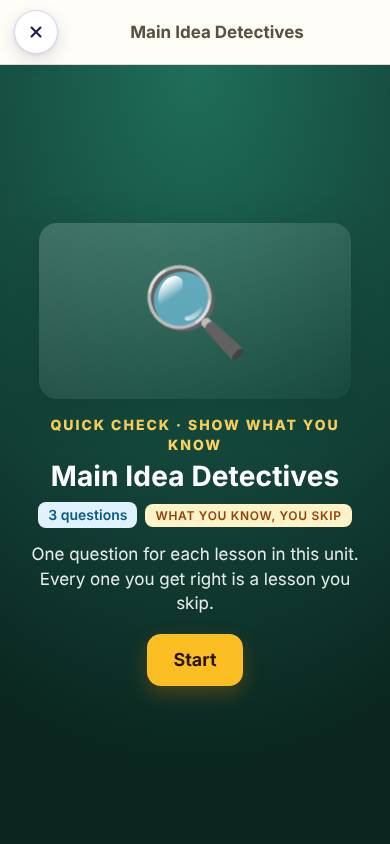 Main Idea Detectives
QUICK CHECK · SHOW WHAT YOU
KNOW
Main Idea Detectives
3 questions
WHAT YOU KNOW, YOU SKIP
One question for each lesson in this unit.
Every one you get right is a lesson you
skip.
Start